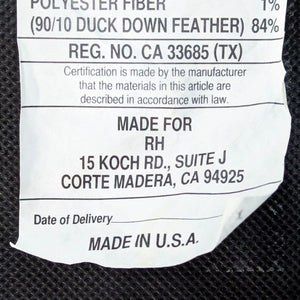 POLYESTER FIBER 1%
(90/10 DUCK DOWN FEATHER) 84%
REG. NO. CA 33685 (TX)
Certification is made by the manufacturer
that the materials in this article are
described in accordance with law.
MADE FOR
RH
15 KOCH RD., SUITE J
CORTE MADERA, CA 94925
Date of Delivery
MADE IN U.S.A.